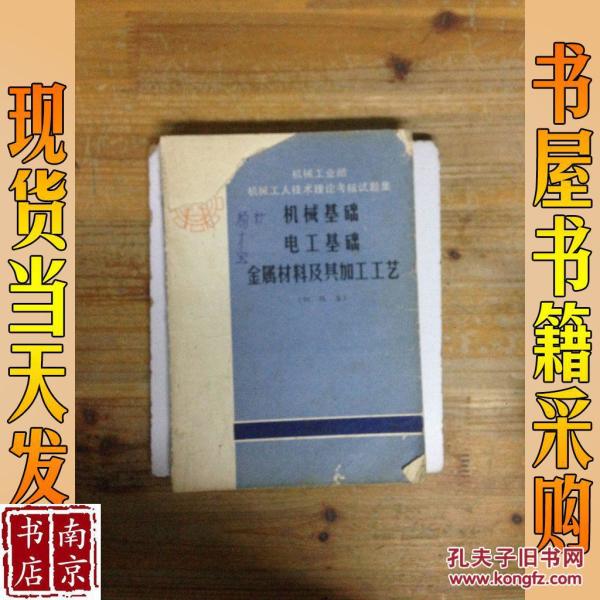 现货当天发
书屋书籍采购
机械工业部
机械工人技术理论考核试题集
机械基础
电工基础
金属材料及其加工工艺
南京
书店
孔夫子旧书网
www.kongfz.com